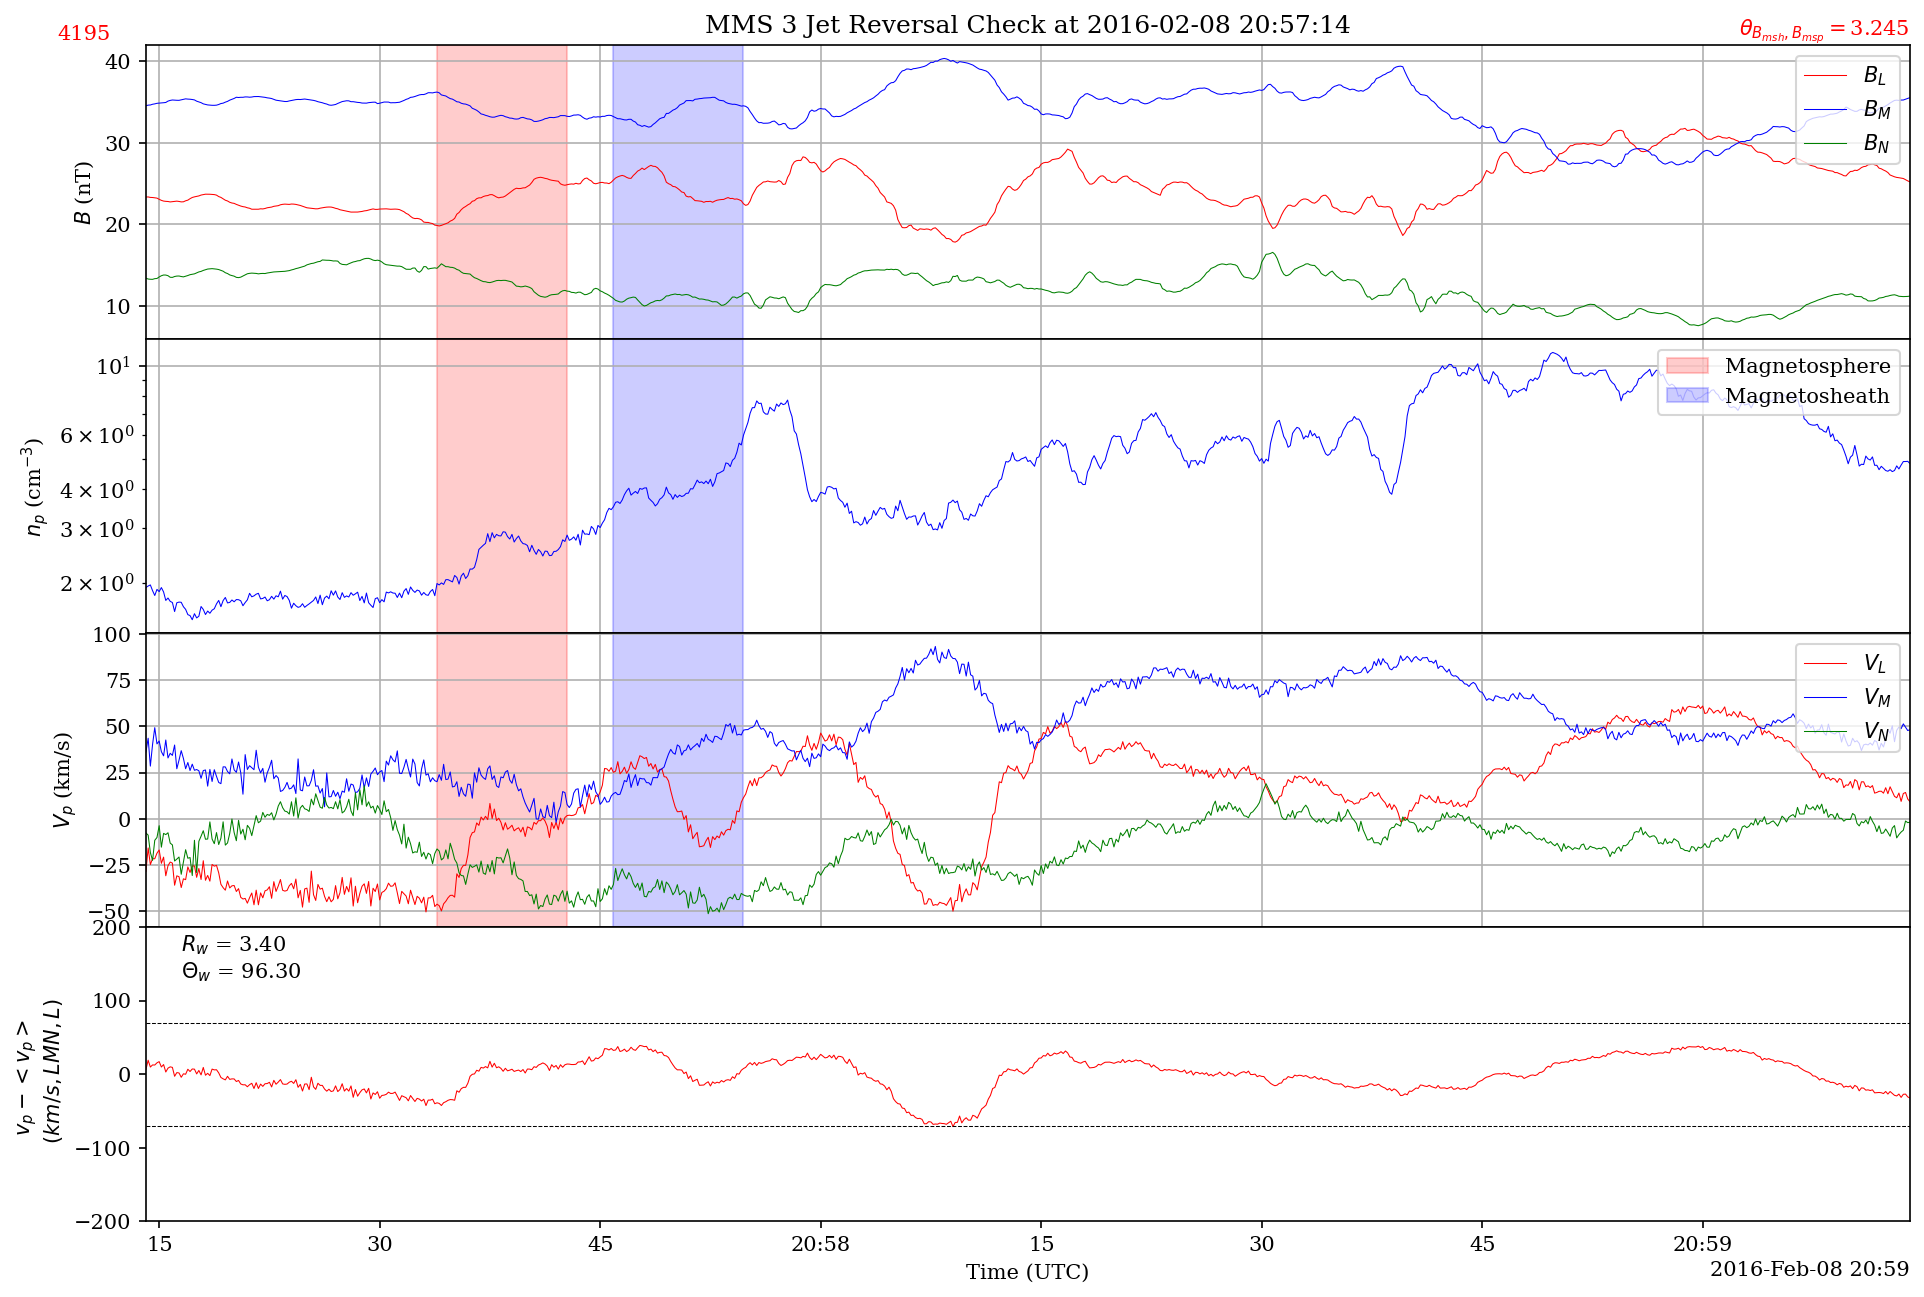 MMS 3 Jet Reversal Check at 2016-02-08 20:57:14
4195
θ_{B_{msh}, B_{msp}} = 3.245
40
30
20
10
B (nT)
B_L
B_M
B_N
10^1
6 × 10^0
4 × 10^0
3 × 10^0
2 × 10^0
n_p (cm^{-3})
Magnetosphere
Magnetosheath
100
75
50
25
0
−25
−50
V_p (km/s)
V_L
V_M
V_N
200
100
0
−100
−200
v_p − < v_p >
(km/s, LMN, L)
R_w = 3.40
Θ_w = 96.30
15 30 45 20:58 15 30 45 20:59
Time (UTC)
2016-Feb-08 20:59